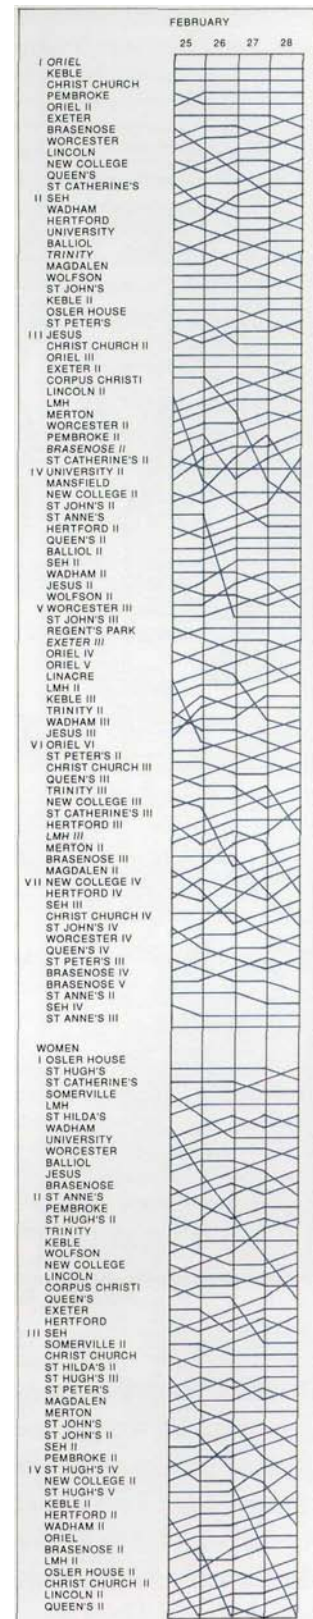 FEBRUARY
25 26 27 28
I ORIEL
KEBLE
CHRIST CHURCH
PEMBROKE
ORIEL II
EXETER
BRASENOSE
WORCESTER
LINCOLN
NEW COLLEGE
QUEEN'S
ST CATHERINE'S
II SEH
WADHAM
HERTFORD
UNIVERSITY
BALLIOL
TRINITY
MAGDALEN
WOLFSON
ST JOHN'S
KEBLE II
OSLER HOUSE
ST PETER'S
III JESUS
CHRIST CHURCH II
ORIEL III
EXETER II
CORPUS CHRISTI
LINCOLN II
LMH
MERTON
WORCESTER II
PEMBROKE II
BRASENOSE II
ST CATHERINE'S II
IV UNIVERSITY II
MANSFIELD
NEW COLLEGE II
ST JOHN'S II
ST ANNE'S
HERTFORD II
QUEEN'S II
BALLIOL II
SEH II
WADHAM II
JESUS II
WOLFSON II
V WORCESTER III
ST JOHN'S III
REGENT'S PARK
EXETER III
ORIEL IV
ORIEL V
LINACRE
LMH II
KEBLE III
TRINITY II
WADHAM III
JESUS III
VI ORIEL VI
ST PETER'S II
CHRIST CHURCH III
QUEEN'S III
TRINITY III
NEW COLLEGE III
ST CATHERINE'S III
HERTFORD III
LMH III
MERTON II
BRASENOSE III
MAGDALEN II
VII NEW COLLEGE IV
HERTFORD IV
SEH III
CHRIST CHURCH IV
ST JOHN'S IV
WORCESTER IV
QUEEN'S IV
ST PETER'S III
BRASENOSE IV
BRASENOSE V
ST ANNE'S II
SEH IV
ST ANNE'S III
WOMEN
I OSLER HOUSE
ST HUGH'S
ST CATHERINE'S
SOMERVILLE
LMH
ST HILDA'S
WADHAM
UNIVERSITY
WORCESTER
BALLIOL
JESUS
BRASENOSE
II ST ANNE'S
PEMBROKE
ST HUGH'S II
TRINITY
KEBLE
WOLFSON
NEW COLLEGE
LINCOLN
CORPUS CHRISTI
QUEEN'S
EXETER
HERTFORD
III SEH
SOMERVILLE II
CHRIST CHURCH
ST HILDA'S II
ST HUGH'S III
ST PETER'S
MAGDALEN
MERTON
ST JOHN'S
ST JOHN'S II
SEH II
PEMBROKE II
IV ST HUGH'S IV
NEW COLLEGE II
ST HUGH'S V
KEBLE II
HERTFORD II
WADHAM II
ORIEL
BRASENOSE II
LMH II
OSLER HOUSE II
CHRIST CHURCH II
LINCOLN II
QUEEN'S II